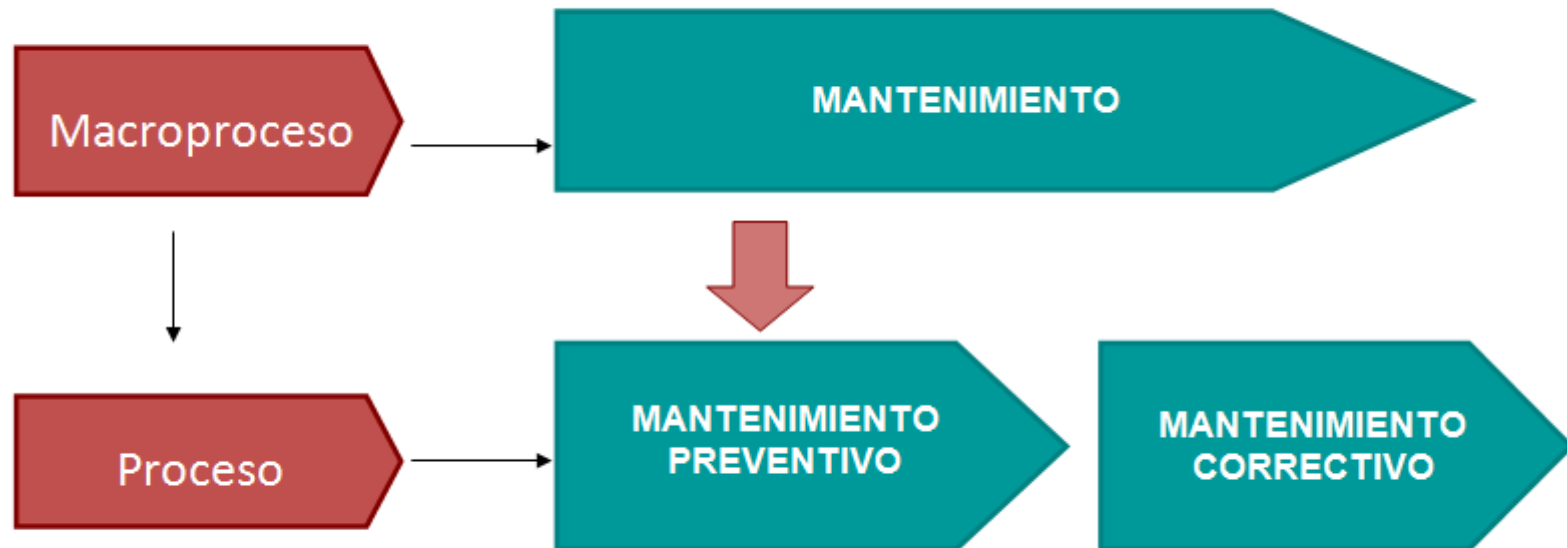 Macroproceso
MANTENIMIENTO
Proceso
MANTENIMIENTO
PREVENTIVO
MANTENIMIENTO
CORRECTIVO